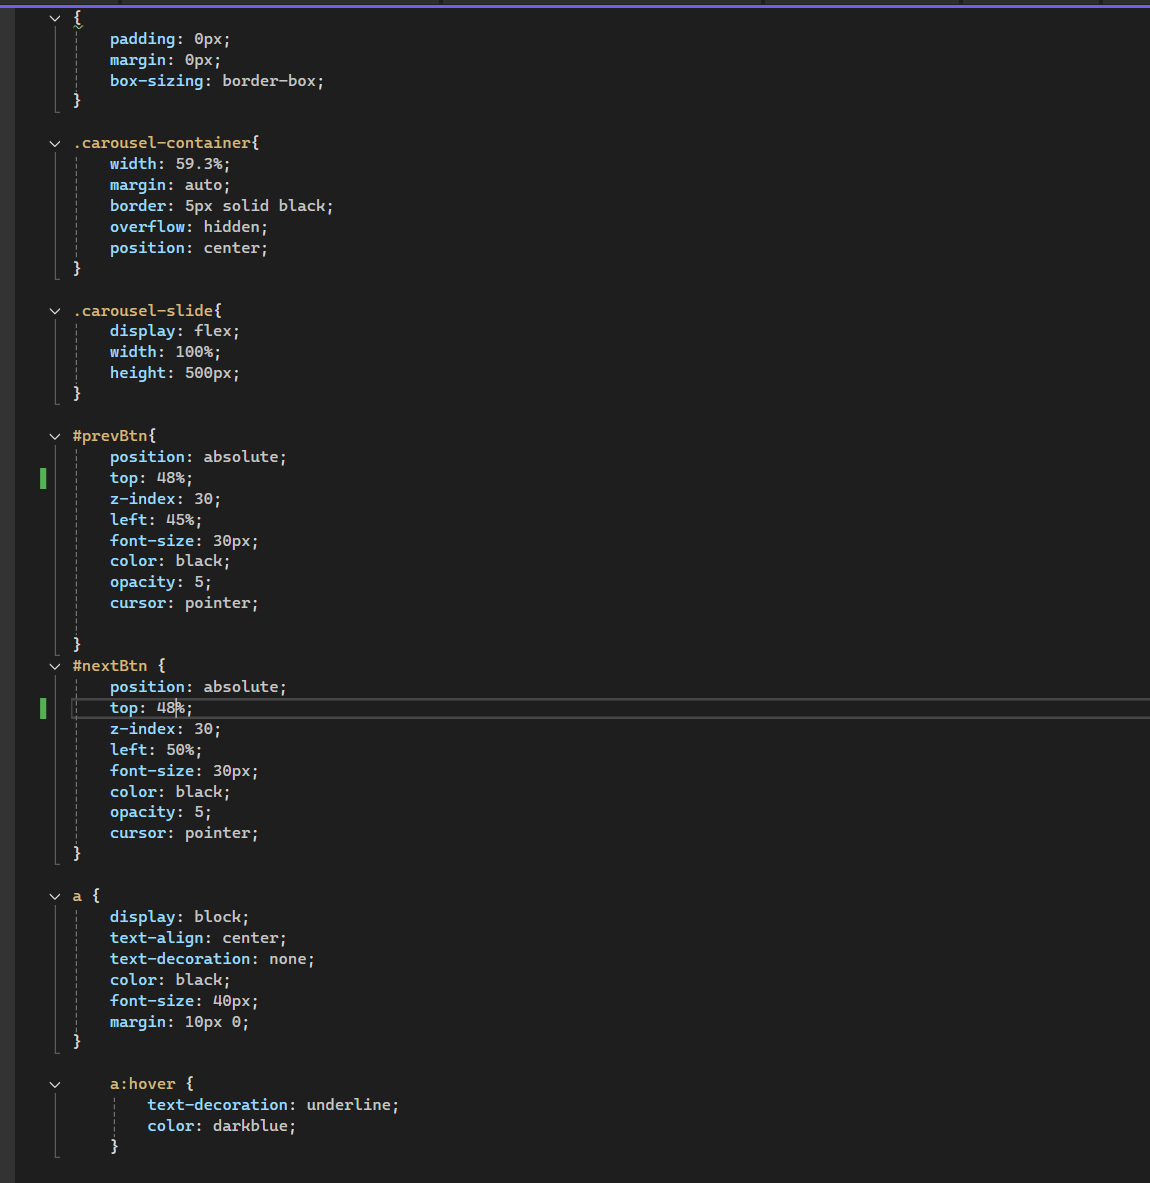 {
padding: 0px;
margin: 0px;
box-sizing: border-box;
}
.carousel-container{
width: 59.3%;
margin: auto;
border: 5px solid black;
overflow: hidden;
position: center;
}
.carousel-slide{
display: flex;
width: 100%;
height: 500px;
}
#prevBtn{
position: absolute;
top: 48%;
z-index: 30;
left: 45%;
font-size: 30px;
color: black;
opacity: 5;
cursor: pointer;
}
#nextBtn {
position: absolute;
top: 48%;
z-index: 30;
left: 50%;
font-size: 30px;
color: black;
opacity: 5;
cursor: pointer;
}
a {
display: block;
text-align: center;
text-decoration: none;
color: black;
font-size: 40px;
margin: 10px 0;
}
a:hover {
text-decoration: underline;
color: darkblue;
}